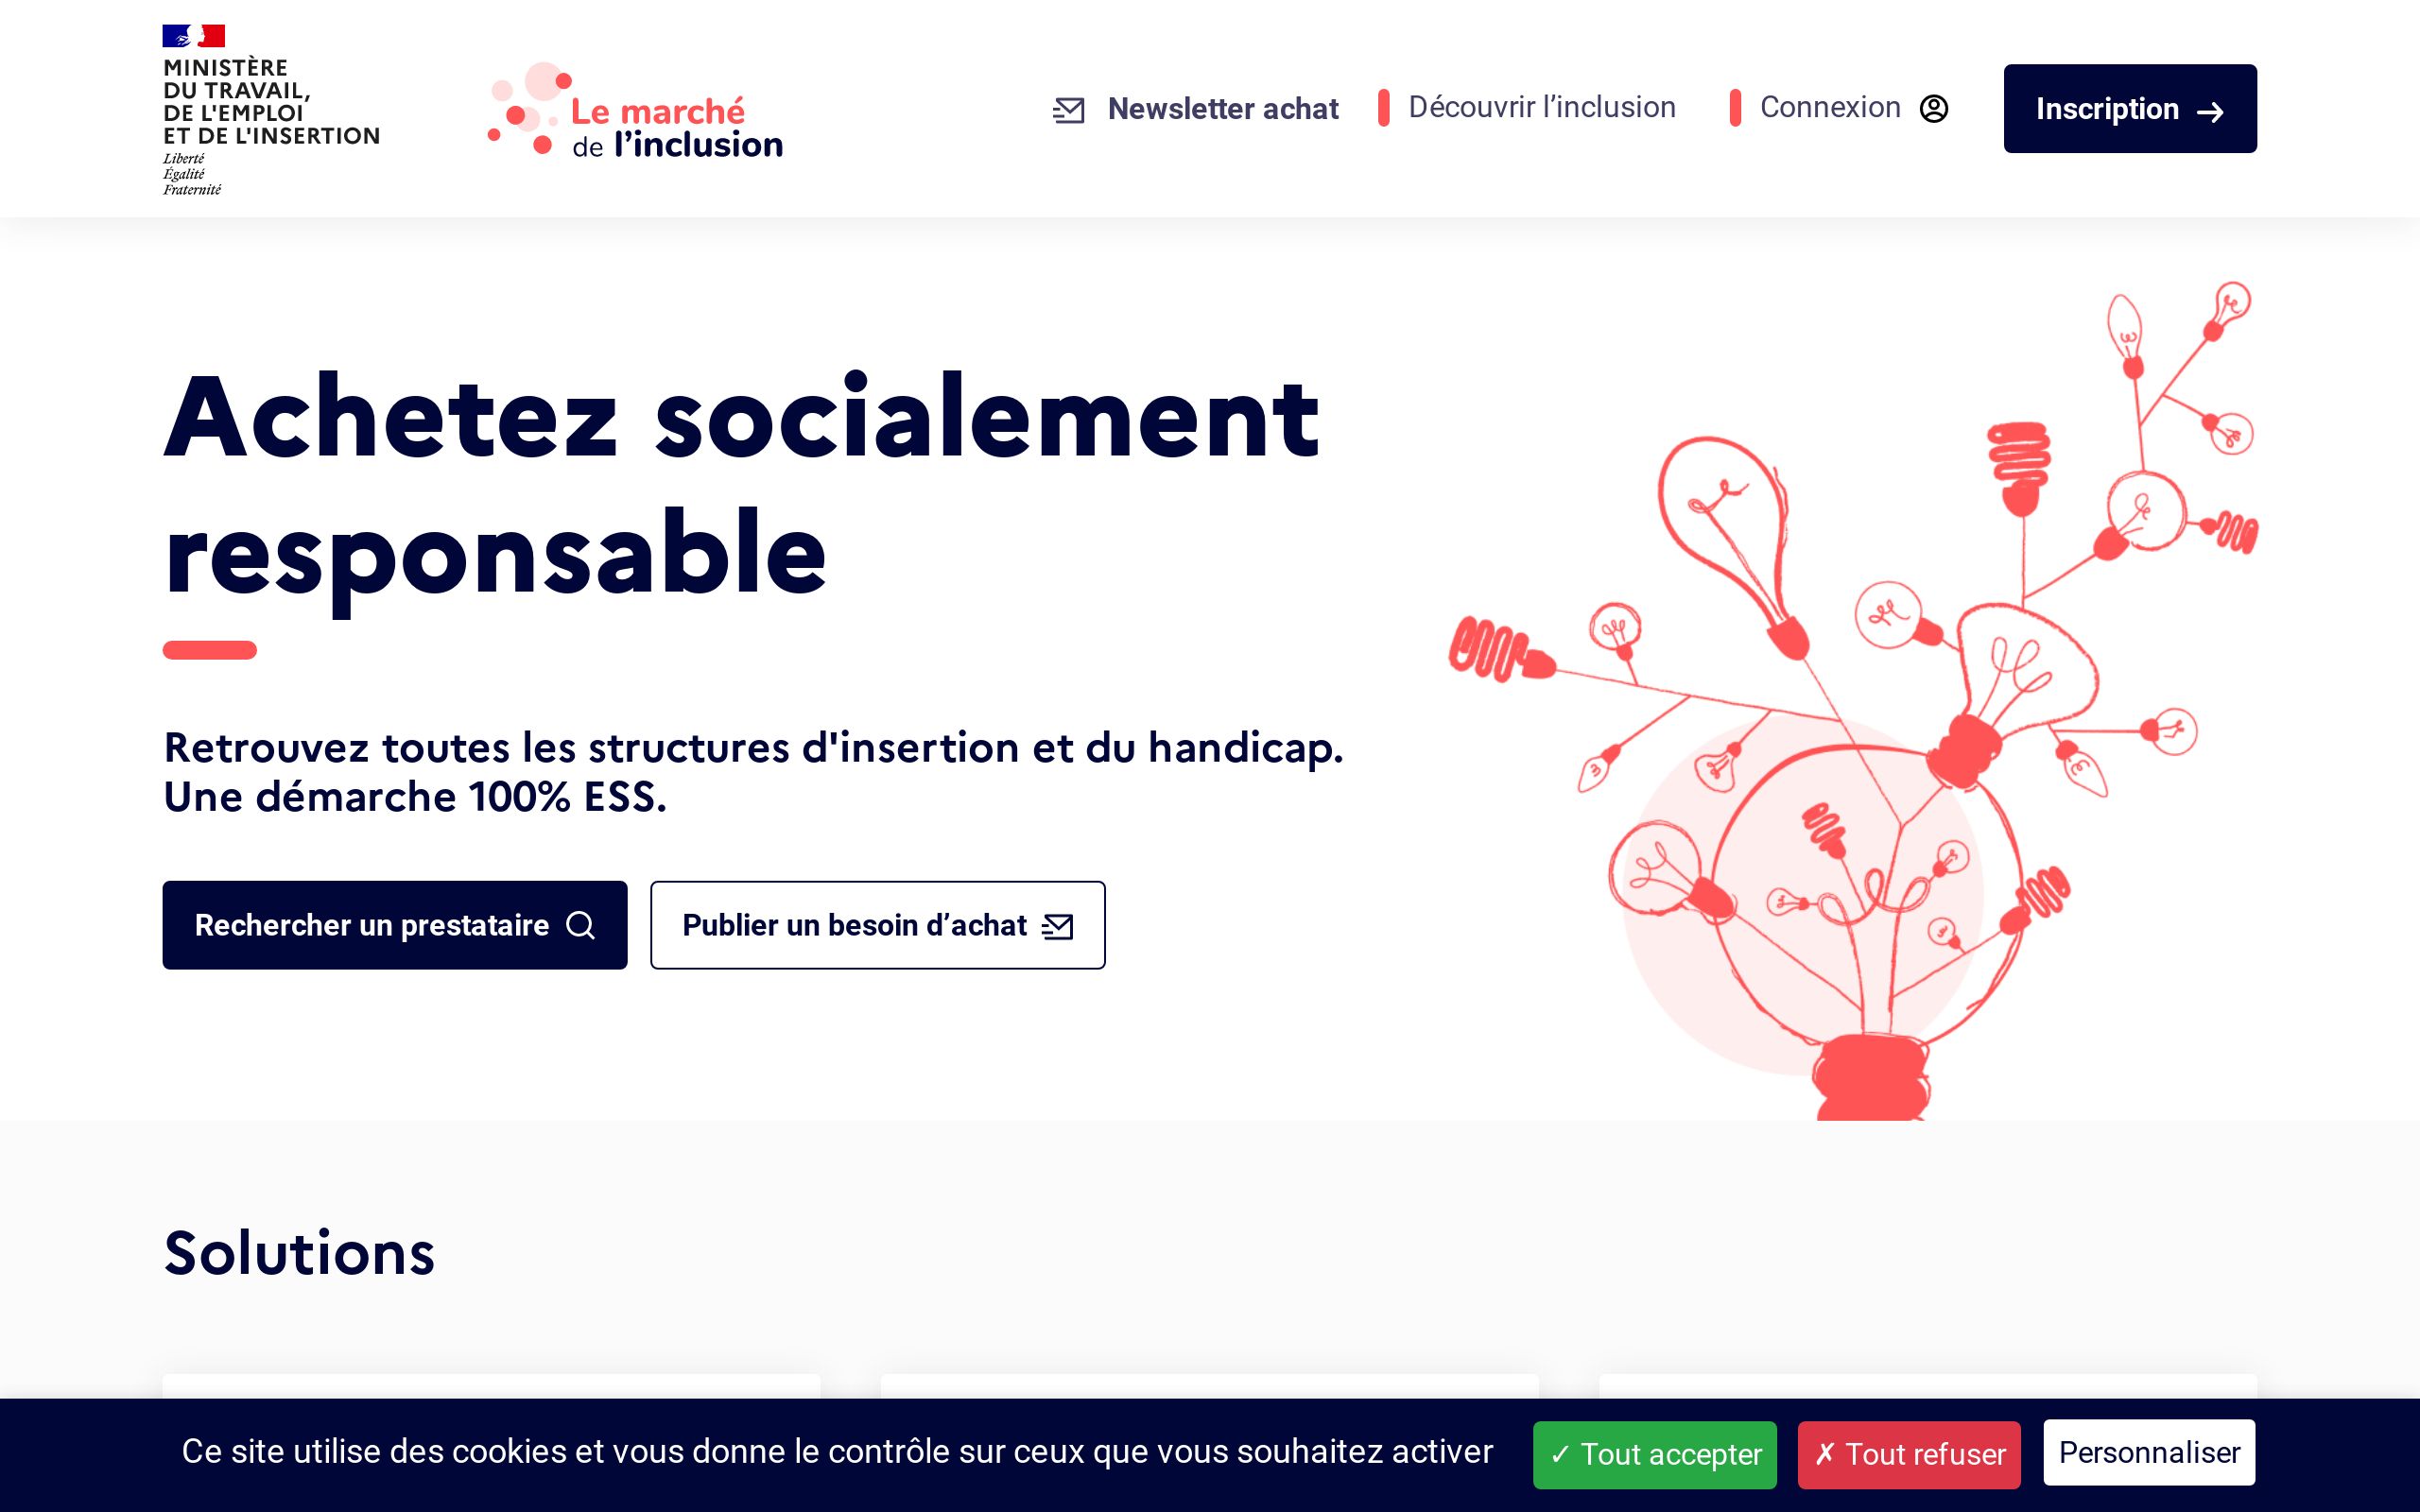 MINISTÈRE
DU TRAVAIL,
DE L'EMPLOI
ET DE L'INSERTION
Liberté
Égalité
Fraternité
Le marché
de l’inclusion
Newsletter achat
Découvrir l’inclusion
Connexion
Inscription
Achetez socialement
responsable
Retrouvez toutes les structures d'insertion et du handicap.
Une démarche 100% ESS.
Rechercher un prestataire
Publier un besoin d’achat
Solutions
Ce site utilise des cookies et vous donne le contrôle sur ceux que vous souhaitez activer
✓ Tout accepter
✗ Tout refuser
Personnaliser